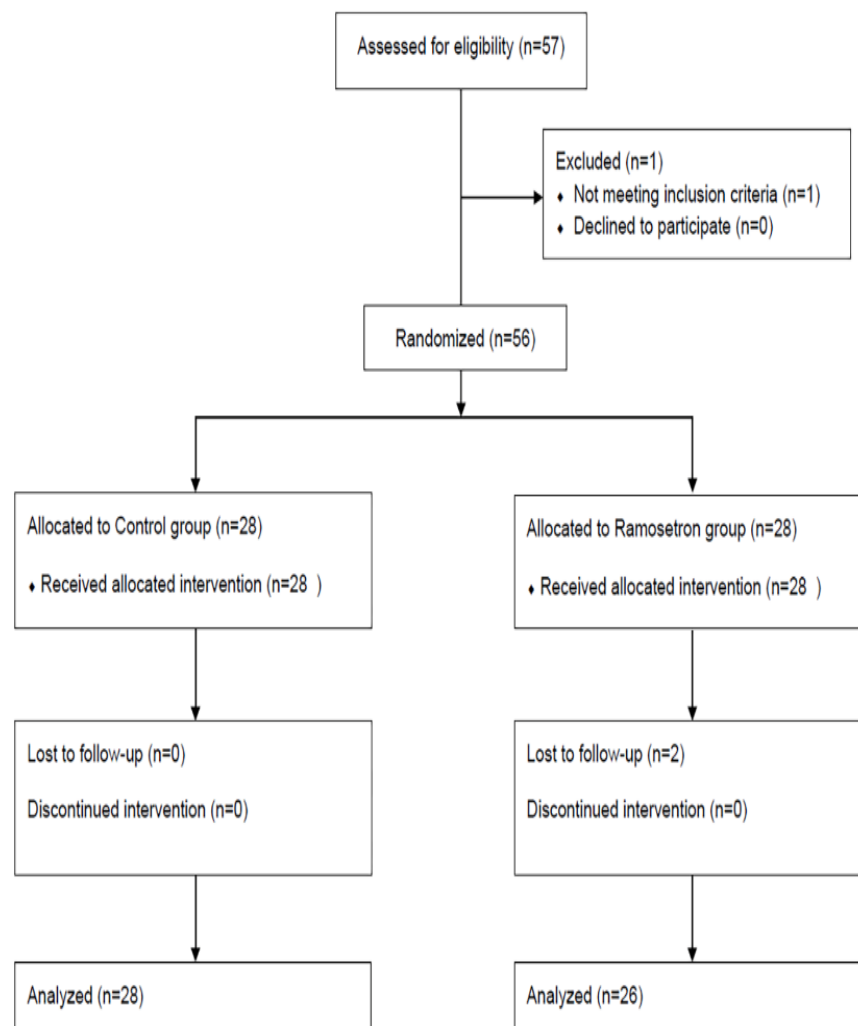 Assessed for eligibility (n=57)
Excluded (n=1)
♦ Not meeting inclusion criteria (n=1)
♦ Declined to participate (n=0)
Randomized (n=56)
Allocated to Control group (n=28)
♦ Received allocated intervention (n=28 )
Allocated to Ramosetron group (n=28)
♦ Received allocated intervention (n=28 )
Lost to follow-up (n=0)
Discontinued intervention (n=0)
Lost to follow-up (n=2)
Discontinued intervention (n=0)
Analyzed (n=28)
Analyzed (n=26)